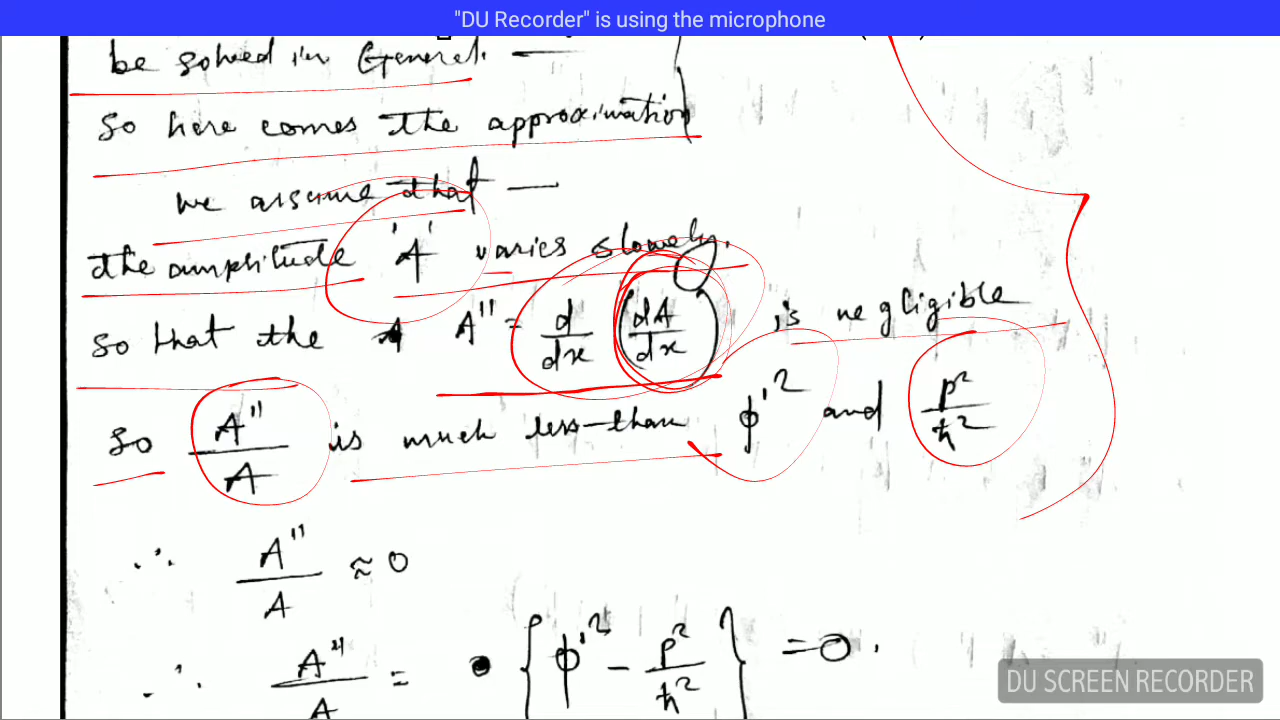 "DU Recorder" is using the microphone
be solved in General. —
So here comes the approximation
we assume that —
the amplitude 'A' varies slowly.
So that the A A'' = d/dx (dA/dx) is negligible
So A''/A is much less-than ϕ'² and p²/ħ²
∴ A''/A ≈ 0
∴ A''/A = { ϕ'² - p²/ħ² } = 0.
DU SCREEN RECORDER